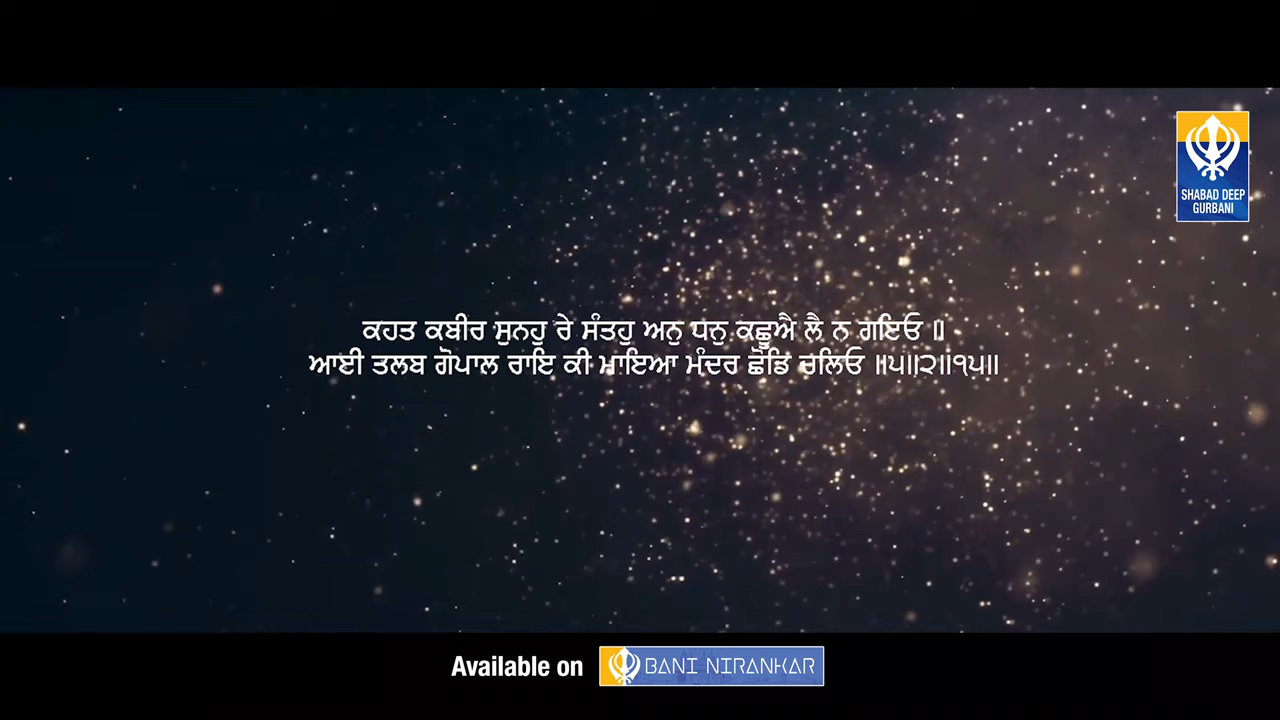 SHABAD DEEP
GURBANI
ਕਹਤ ਕਬੀਰ ਸੁਨਹੁ ਰੇ ਸੰਤਹੁ ਅਨੁ ਧਨੁ ਕਛੂਐ ਲੈ ਨ ਗਇਓ ॥
ਆਈ ਤਲਬ ਗੋਪਾਲ ਰਾਇ ਕੀ ਮਾਇਆ ਮੰਦਰ ਛੋਡਿ ਚਲਿਓ ॥੫॥੨॥੧੫॥
Available on BANI NIRANKAR